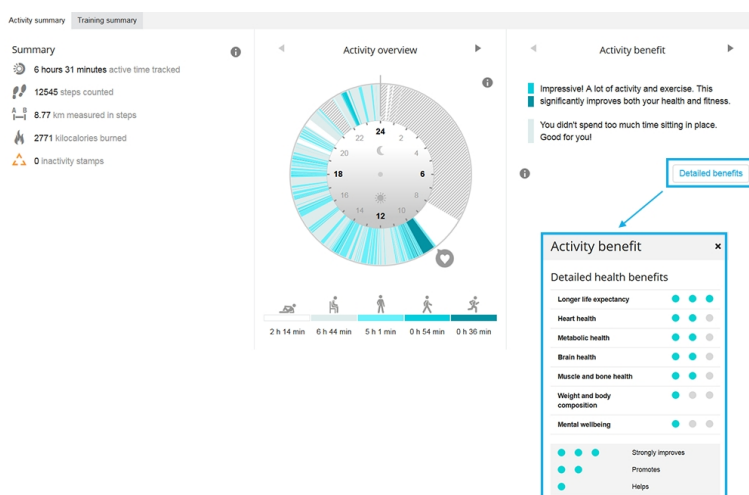 Activity summary
Training summary
Summary
6 hours 31 minutes active time tracked
12545 steps counted
A B
8.77 km measured in steps
2771 kilocalories burned
0 inactivity stamps
Activity overview
24
22 2
20 4
18 6
16 8
14 10
12
2 h 14 min 6 h 44 min 5 h 1 min 0 h 54 min 0 h 36 min
Activity benefit
Impressive! A lot of activity and exercise. This
significantly improves both your health and fitness.
You didn't spend too much time sitting in place.
Good for you!
Detailed benefits
Activity benefit ×
Detailed health benefits
Longer life expectancy
Heart health
Metabolic health
Brain health
Muscle and bone health
Weight and body
composition
Mental wellbeing
Strongly improves
Promotes
Helps